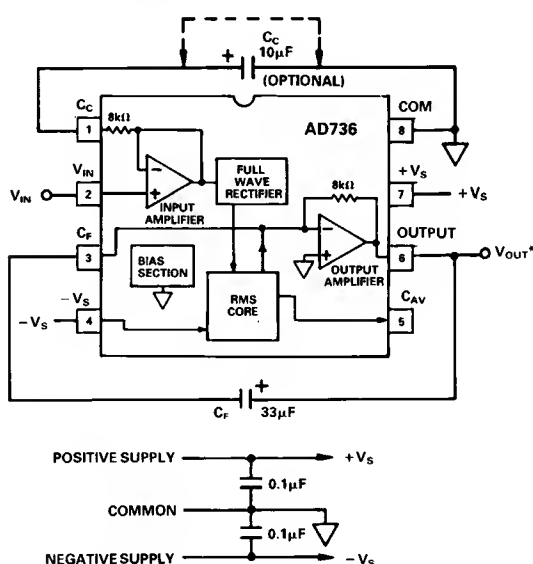 C_C
10μF
(OPTIONAL)
+
C_C
8kΩ
AD736
COM
1
8
V_IN
V_IN
2
−
+
INPUT
AMPLIFIER
FULL
WAVE
RECTIFIER
8kΩ
+V_S
7
+V_S
C_F
3
BIAS
SECTION
−
+
OUTPUT
AMPLIFIER
OUTPUT
6
V_OUT*
−V_S
−V_S
4
RMS
CORE
C_AV
5
+
C_F
33μF
POSITIVE SUPPLY
+V_S
0.1μF
COMMON
0.1μF
NEGATIVE SUPPLY
−V_S